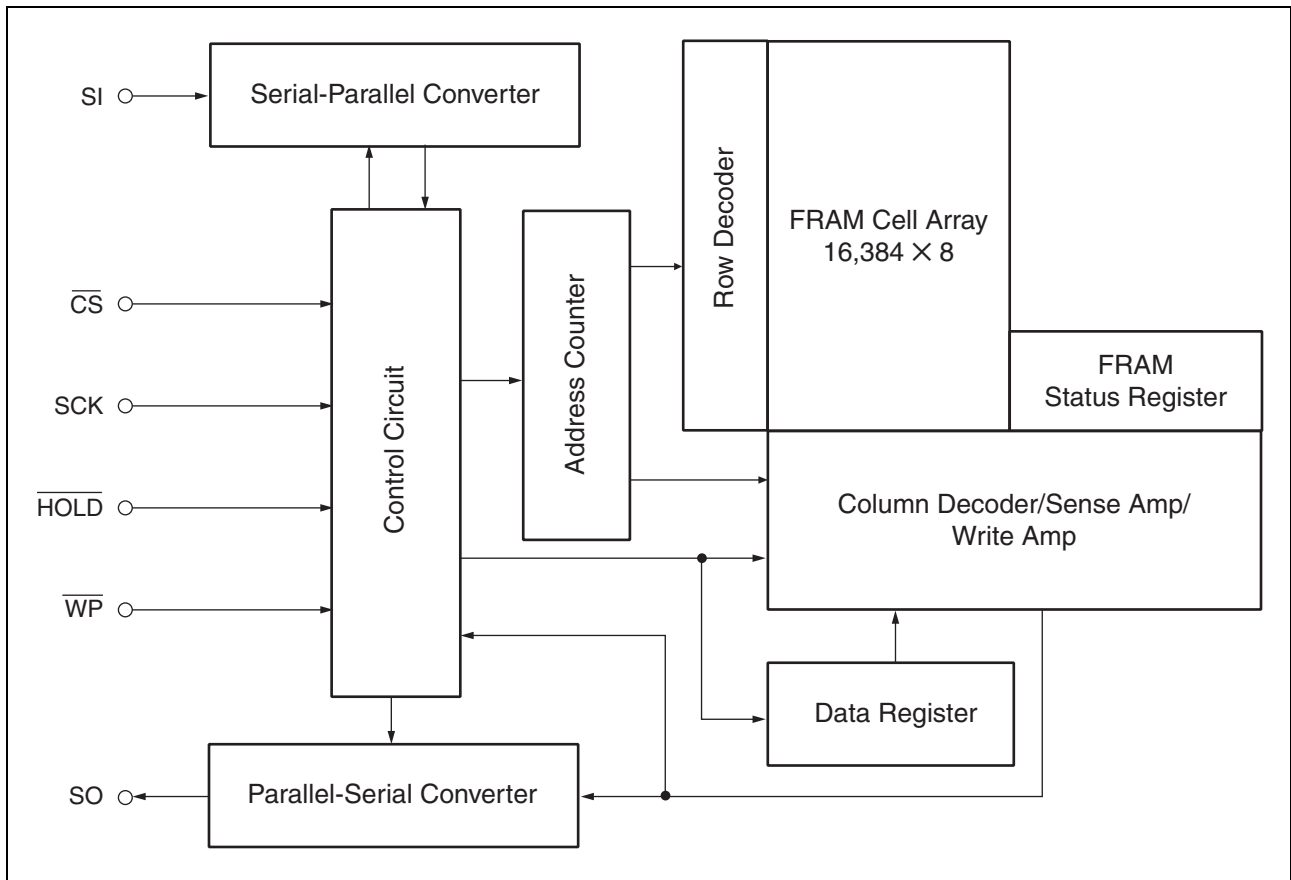 SI
Serial-Parallel Converter
CS
SCK
HOLD
WP
Control Circuit
Address Counter
Row Decoder
FRAM Cell Array
16,384 × 8
FRAM
Status Register
Column Decoder/Sense Amp/
Write Amp
Data Register
SO
Parallel-Serial Converter